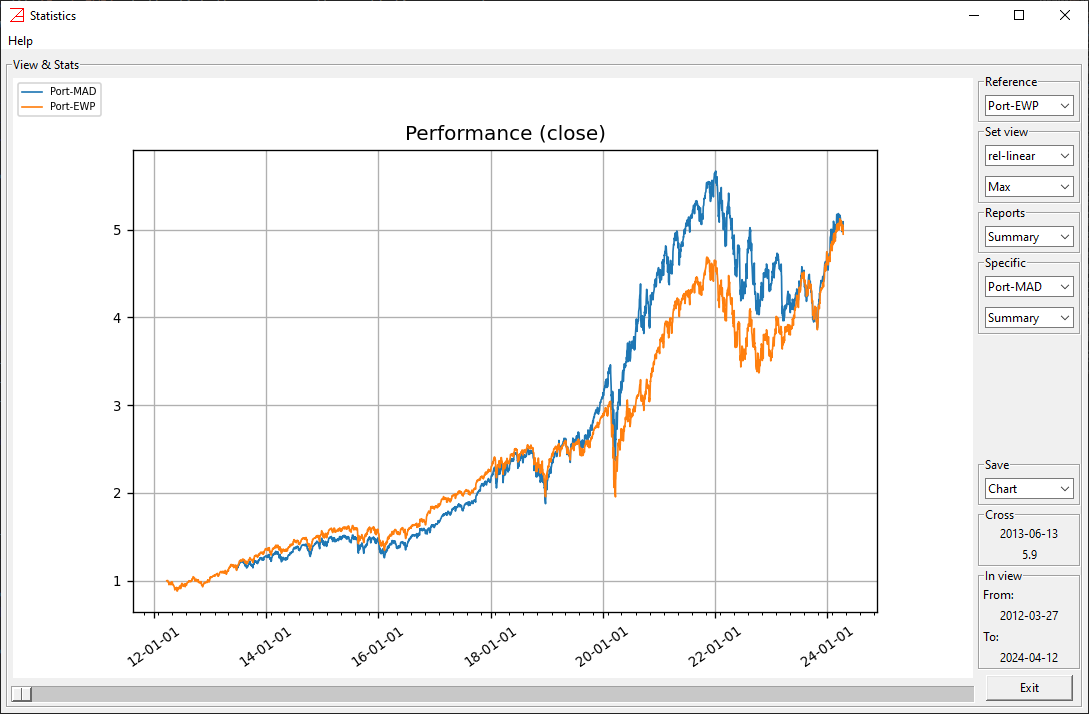 Statistics
Help
View & Stats
Port-MAD
Port-EWP
Performance (close)
5
4
3
2
1
12-01-01
14-01-01
16-01-01
18-01-01
20-01-01
22-01-01
24-01-01
Reference
Port-EWP
Set view
rel-linear
Max
Reports
Summary
Specific
Port-MAD
Summary
Save
Chart
Cross
2013-06-13
5.9
In view
From:
2012-03-27
To:
2024-04-12
Exit